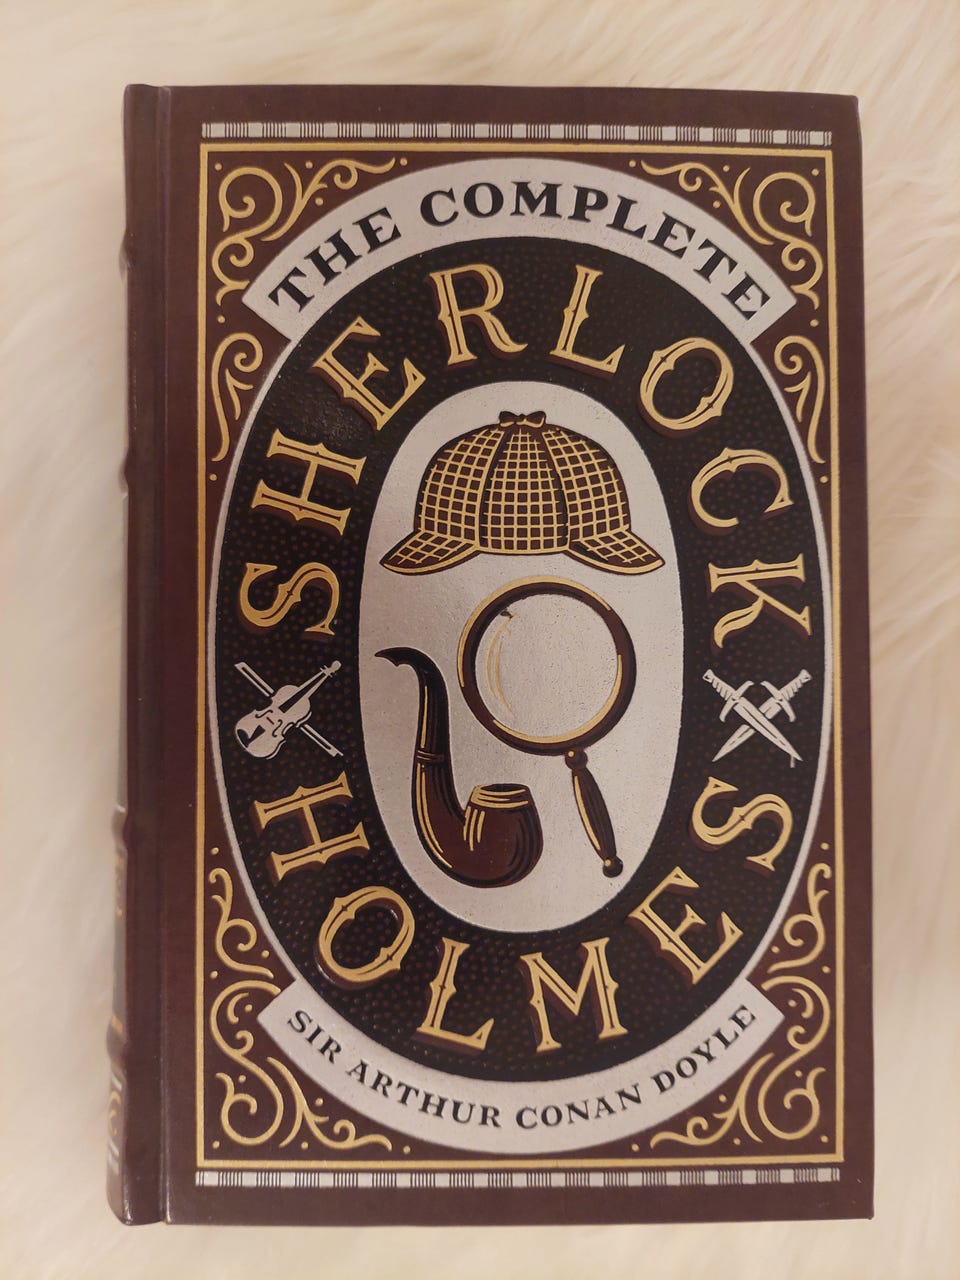 THE COMPLETE
SHERLOCK
HOLMES
SIR ARTHUR CONAN DOYLE